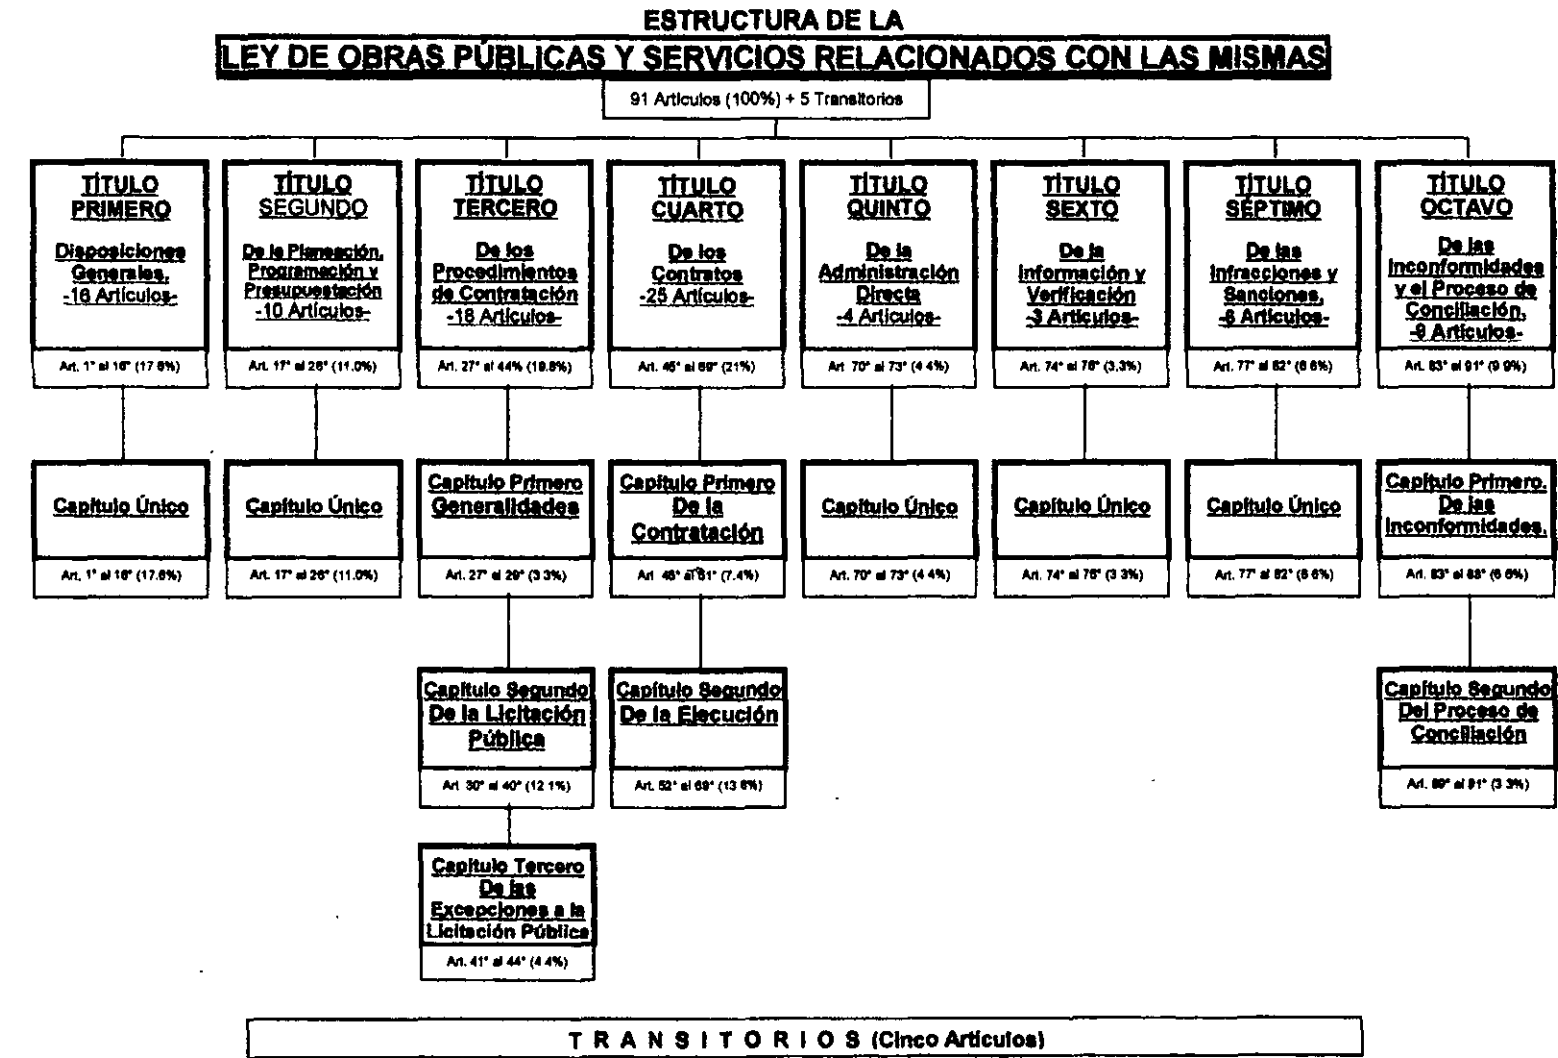 ESTRUCTURA DE LA
LEY DE OBRAS PÚBLICAS Y SERVICIOS RELACIONADOS CON LAS MISMAS
91 Artículos (100%) + 5 Transitorios
TÍTULO
PRIMERO
Disposiciones
Generales.
-16 Artículos-
Art. 1° al 16° (17 6%)
TÍTULO
SEGUNDO
De la Planeación,
Programación y
Presupuestación
-10 Artículos-
Art. 17° al 26° (11.0%)
TÍTULO
TERCERO
De los
Procedimientos
de Contratación
-18 Artículos-
Art. 27° al 44% (19.8%)
TÍTULO
CUARTO
De los
Contratos
-25 Artículos-
Art. 45° al 69° (21%)
TÍTULO
QUINTO
De la
Administración
Directa
-4 Artículos-
Art 70° al 73° (4 4%)
TÍTULO
SEXTO
De la
Información y
Verificación
-3 Artículos-
Art. 74° al 76° (3.3%)
TÍTULO
SÉPTIMO
De las
Infracciones y
Sanciones.
-6 Artículos-
Art. 77° al 82° (6 6%)
TÍTULO
OCTAVO
De las
Inconformidades
y el Proceso de
Conciliación.
-9 Artículos-
Art. 83° al 91° (9 9%)
Capítulo Único
Art. 1° al 16° (17.6%)
Capítulo Único
Art. 17° al 26° (11.0%)
Capítulo Primero
Generalidades
Art. 27° al 29° (3 3%)
Capítulo Primero
De la
Contratación
Art 45° al 51° (7.4%)
Capítulo Único
Art. 70° al 73° (4 4%)
Capítulo Único
Art. 74° al 76° (3 3%)
Capítulo Único
Art. 77° al 82° (6 6%)
Capítulo Primero.
De las
Inconformidades.
Art. 83° al 88° (6 6%)
Capítulo Segundo
De la Licitación
Pública
Art 30° al 40° (12 1%)
Capítulo Segundo
De la Ejecución
Art. 52° al 69° (13 6%)
Capítulo Segundo
Del Proceso de
Conciliación
Art. 89° al 91° (3 3%)
Capítulo Tercero
De las
Excepciones a la
Licitación Pública
Art. 41° al 44° (4.4%)
TRANSITORIOS (Cinco Artículos)